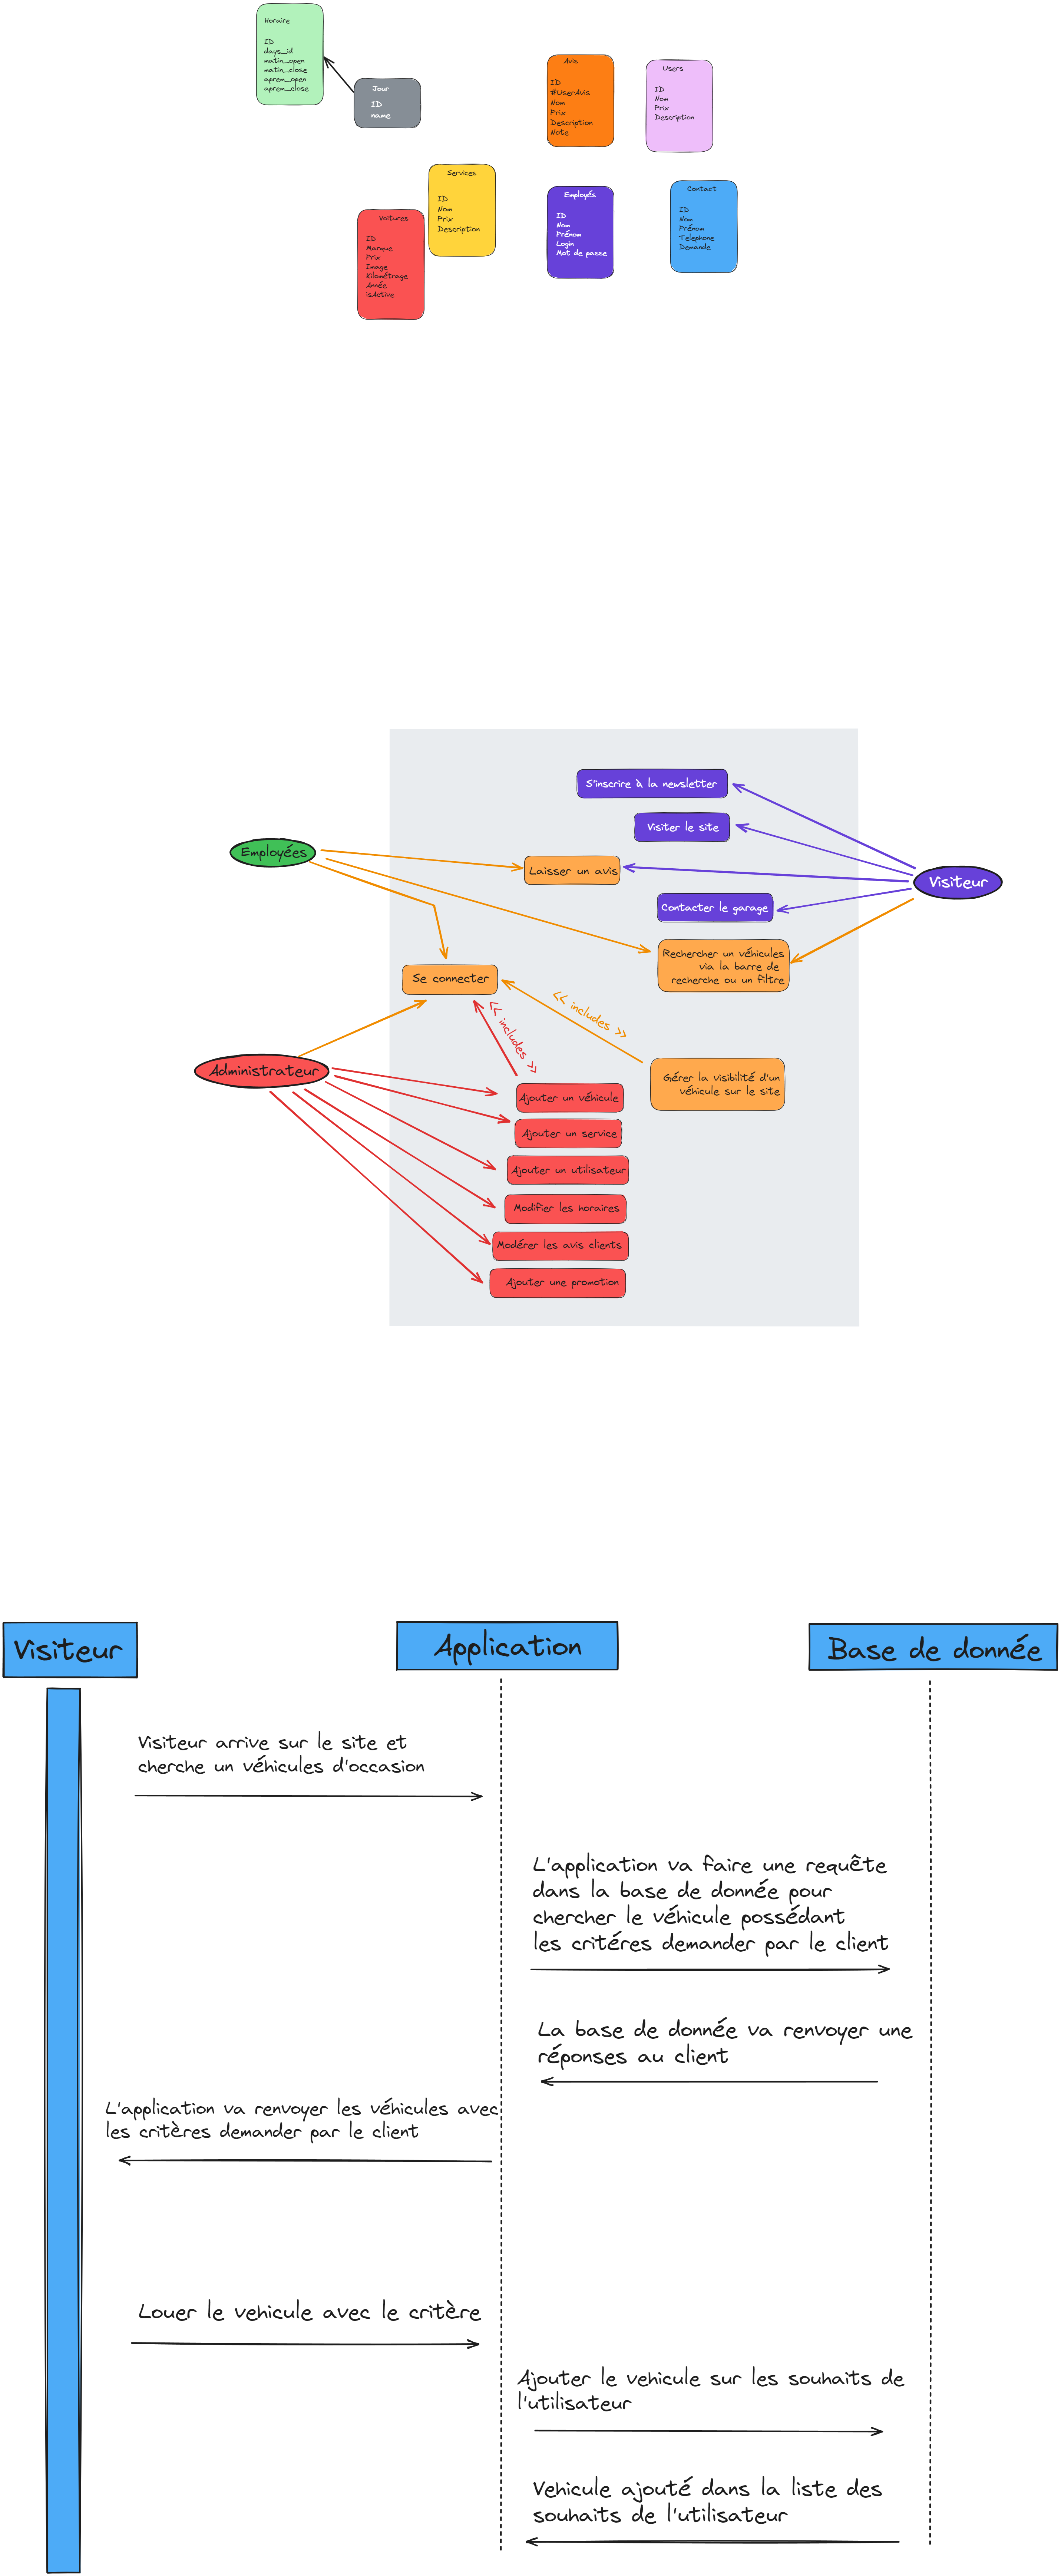 Horaire
ID
days_id
matin_open
matin_close
aprem_open
aprem_close
Jour
ID
name
Avis
ID
#UserAvis
Nom
Prix
Description
Note
Users
ID
Nom
Prix
Description
Services
ID
Nom
Prix
Description
Voitures
ID
Marque
Prix
Image
Kilométrage
Année
isActive
Employés
ID
Nom
Prénom
Login
Mot de passe
Contact
ID
Nom
Prénom
Telephone
Demande
S'inscrire à la newsletter
Visiter le site
Employées
Laisser un avis
Visiteur
Contacter le garage
Rechercher un véhicules
via la barre de
recherche ou un filtre
Se connecter
<< includes >>
<< includes >>
Administrateur
Gérer la visibilité d'un
véhicule sur le site
Ajouter un véhicule
Ajouter un service
Ajouter un utilisateur
Modifier les horaires
Modérer les avis clients
Ajouter une promotion
Visiteur
Application
Base de donnée
Visiteur arrive sur le site et
cherche un véhicules d'occasion
L'application va faire une requête
dans la base de donnée pour
chercher le véhicule possédant
les critéres demander par le client
La base de donnée va renvoyer une
réponses au client
L'application va renvoyer les véhicules avec
les critères demander par le client
Louer le vehicule avec le critère
Ajouter le vehicule sur les souhaits de
l'utilisateur
Vehicule ajouté dans la liste des
souhaits de l'utilisateur